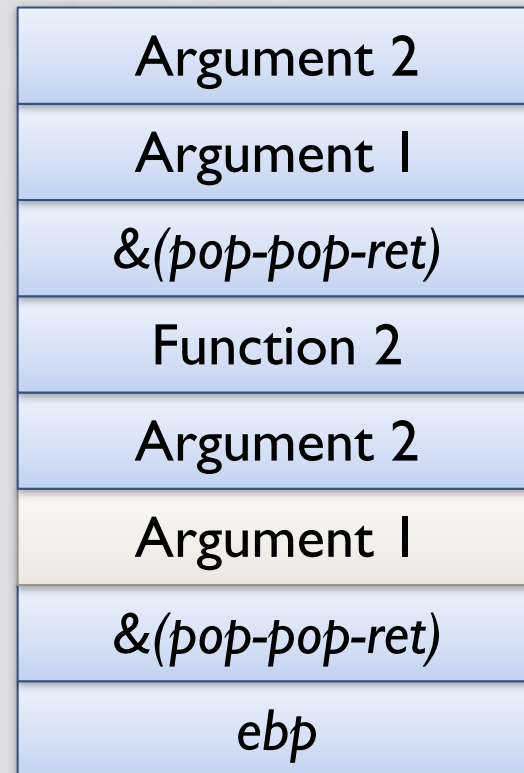 Argument 2
Argument 1
&(pop-pop-ret)
Function 2
Argument 2
Argument 1
&(pop-pop-ret)
ebp